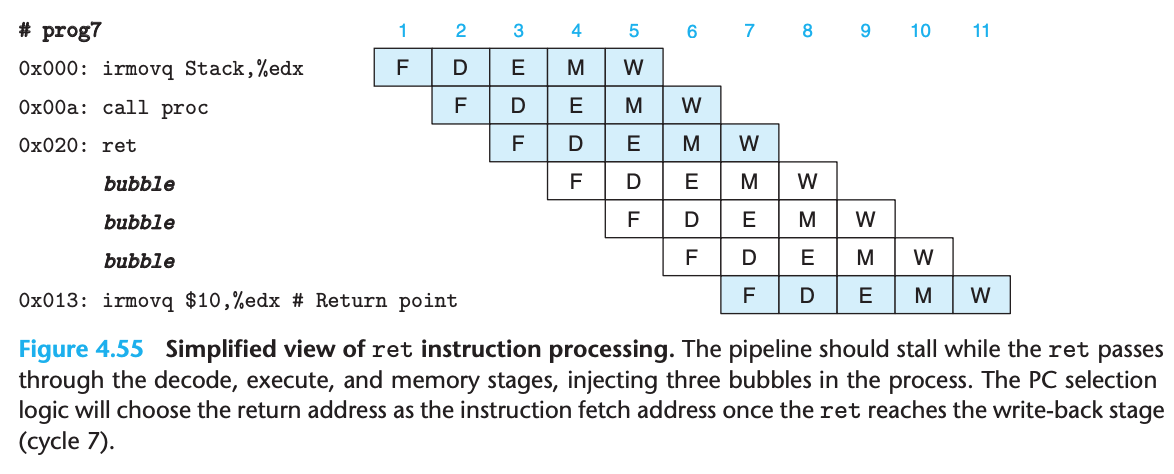 # prog7 1 2 3 4 5 6 7 8 9 10 11
0x000: irmovq Stack,%edx F D E M W
0x00a: call proc F D E M W
0x020: ret F D E M W
bubble F D E M W
bubble F D E M W
bubble F D E M W
0x013: irmovq $10,%edx # Return point F D E M W
Figure 4.55 Simplified view of ret instruction processing. The pipeline should stall while the ret passes
through the decode, execute, and memory stages, injecting three bubbles in the process. The PC selection
logic will choose the return address as the instruction fetch address once the ret reaches the write-back stage
(cycle 7).